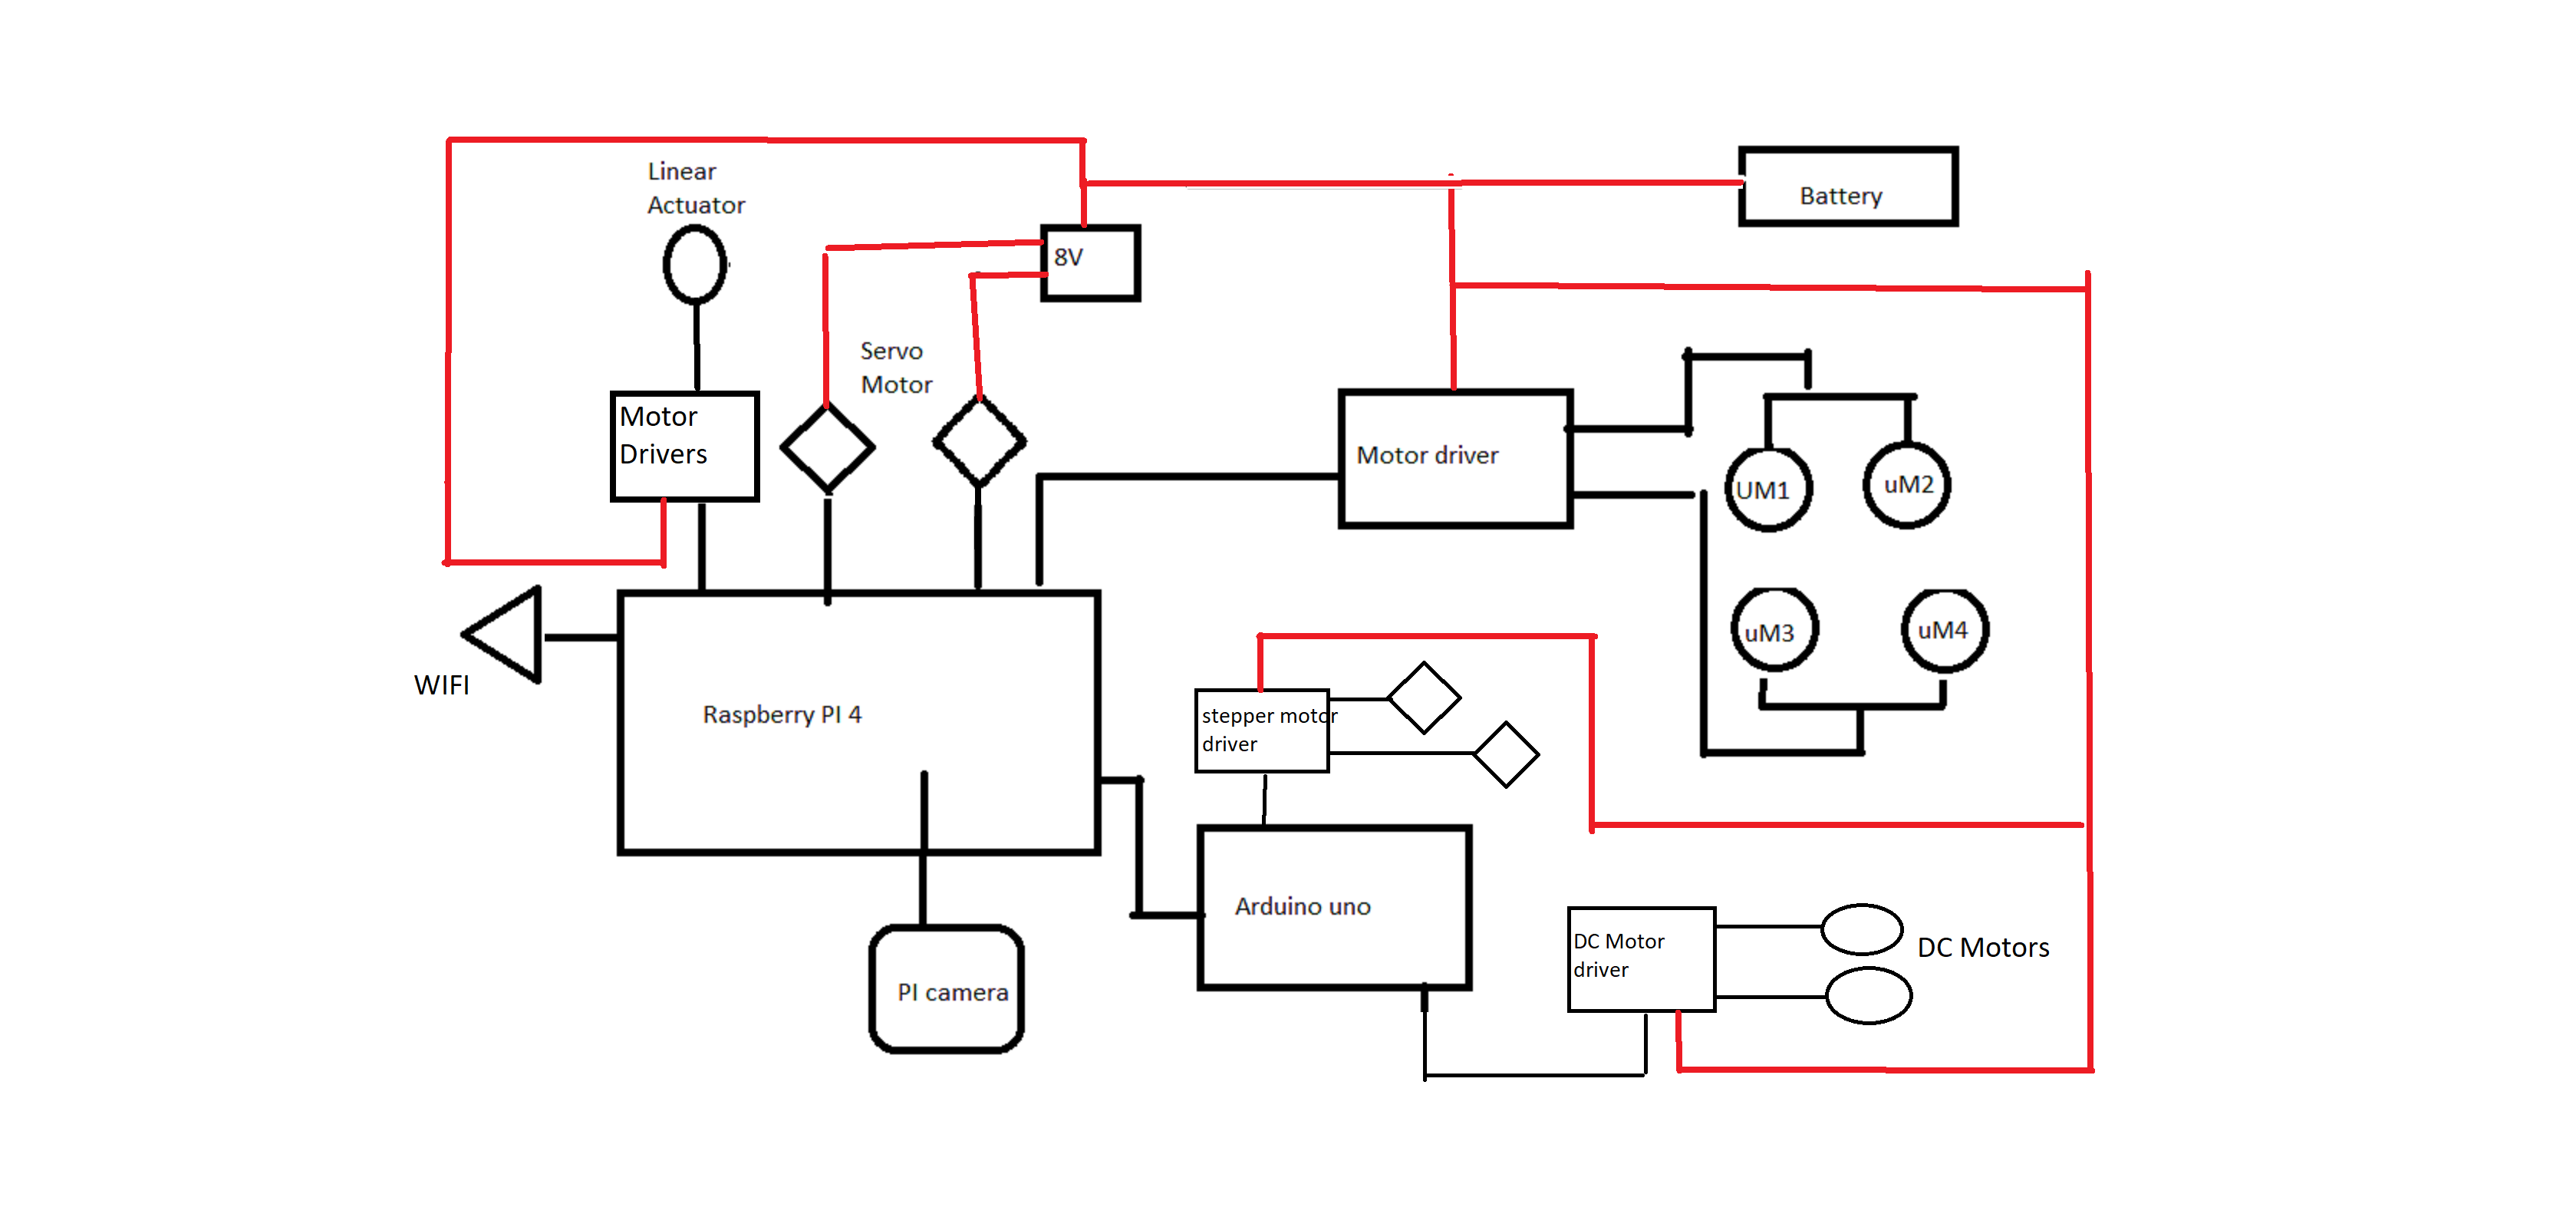 Linear
Actuator
Battery
8V
Servo
Motor
Motor
Drivers
Motor driver
UM1
uM2
uM3
uM4
WIFI
Raspberry PI 4
stepper motor
driver
Arduino uno
DC Motor
driver
DC Motors
PI camera